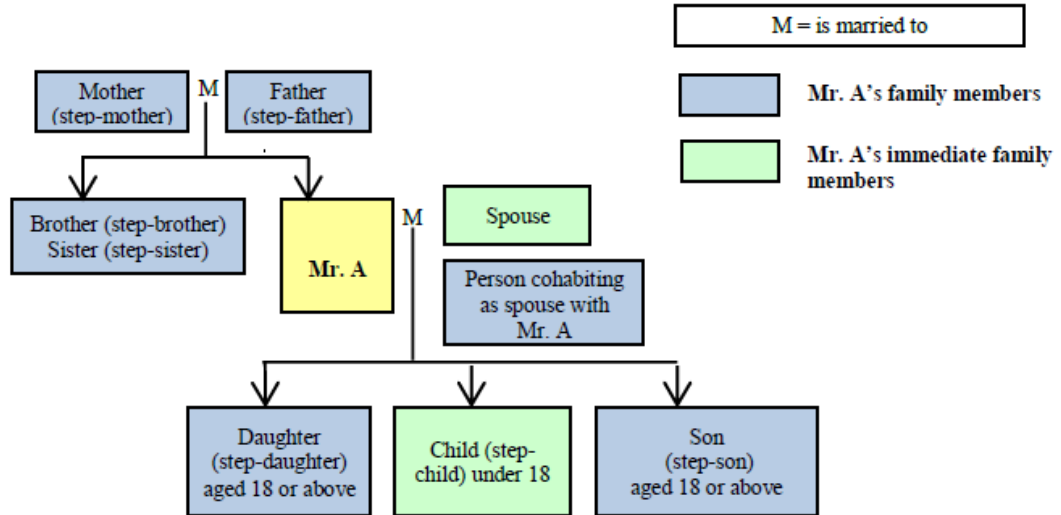 M = is married to
Mother
(step-mother)
M
Father
(step-father)
Mr. A's family members
Mr. A's immediate family
members
Brother (step-brother)
Sister (step-sister)
Mr. A
M
Spouse
Person cohabiting
as spouse with
Mr. A
Daughter
(step-daughter)
aged 18 or above
Child (step-
child) under 18
Son
(step-son)
aged 18 or above